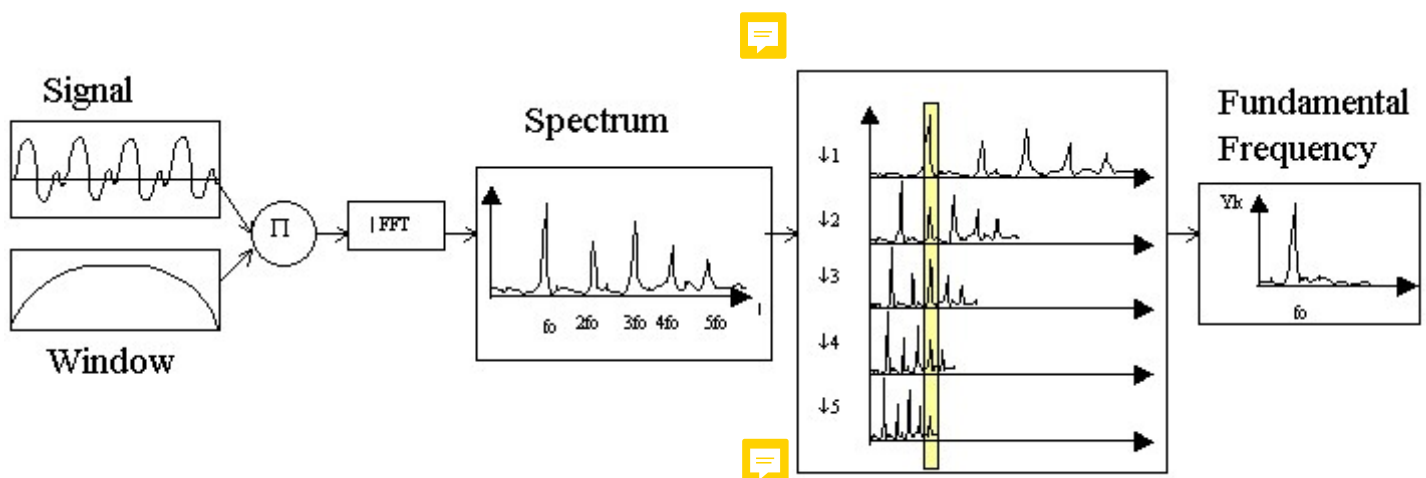 Signal
Window
Π
| FFT
Spectrum
fo 2fo 3fo 4fo 5fo
↓1
↓2
↓3
↓4
↓5
Fundamental
Frequency
Yk
fo